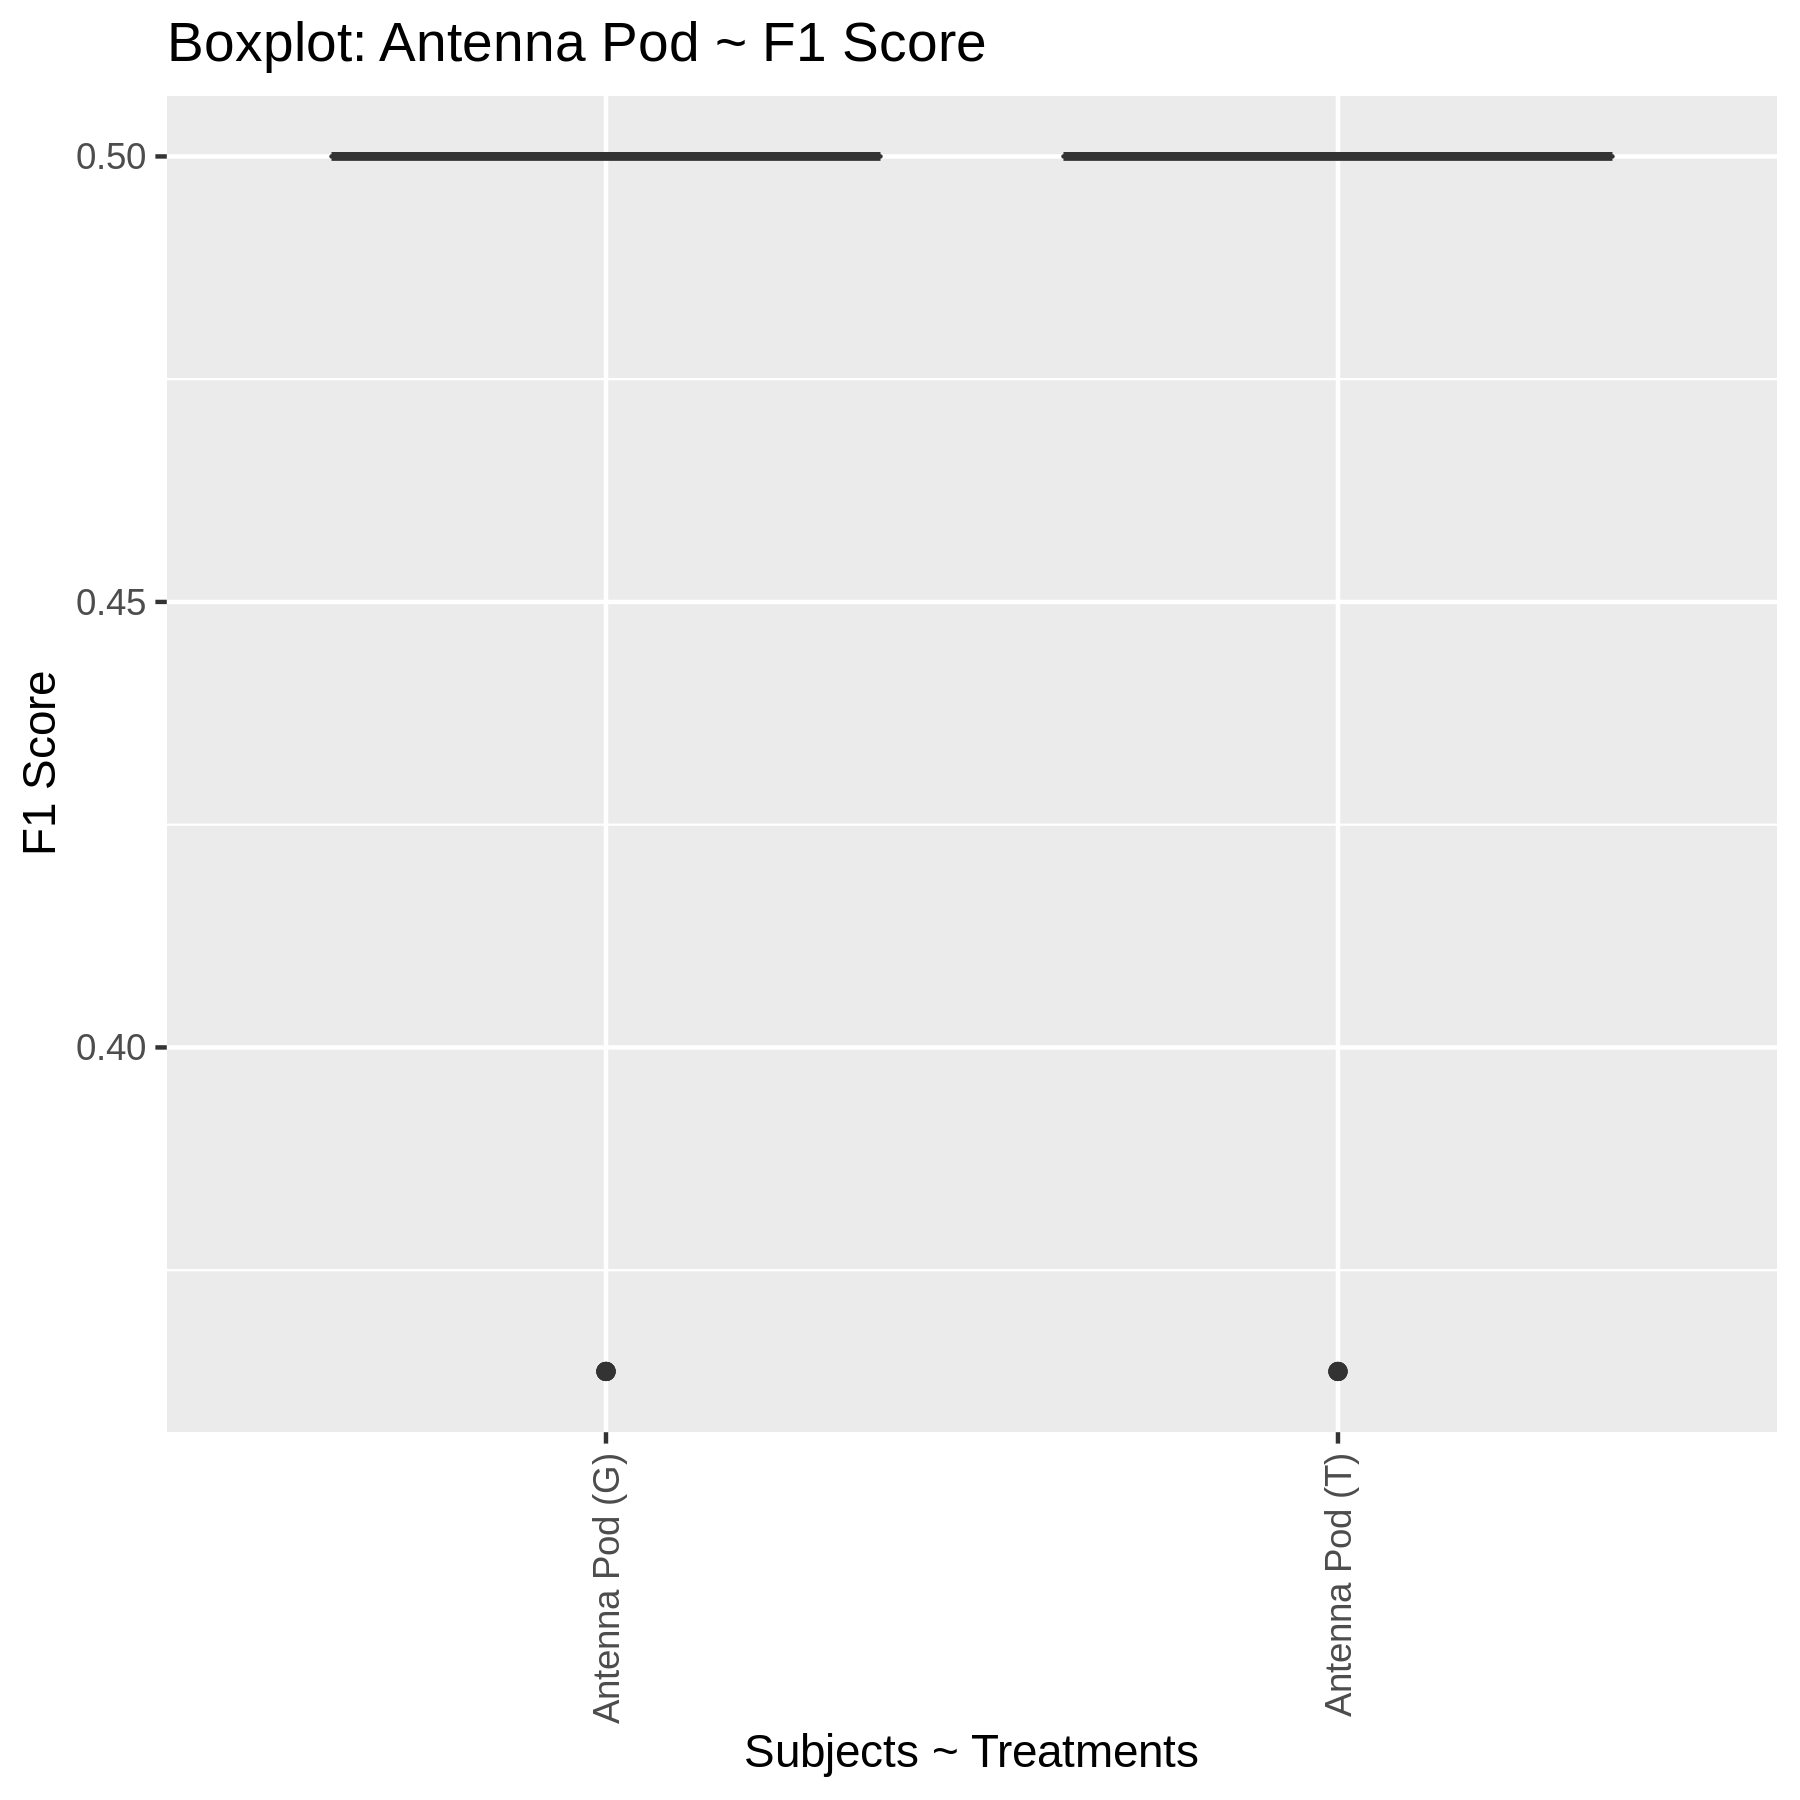 Boxplot: Antenna Pod ~ F1 Score
F1 Score
0.50
0.45
0.40
Antenna Pod (G)
Antenna Pod (T)
Subjects ~ Treatments